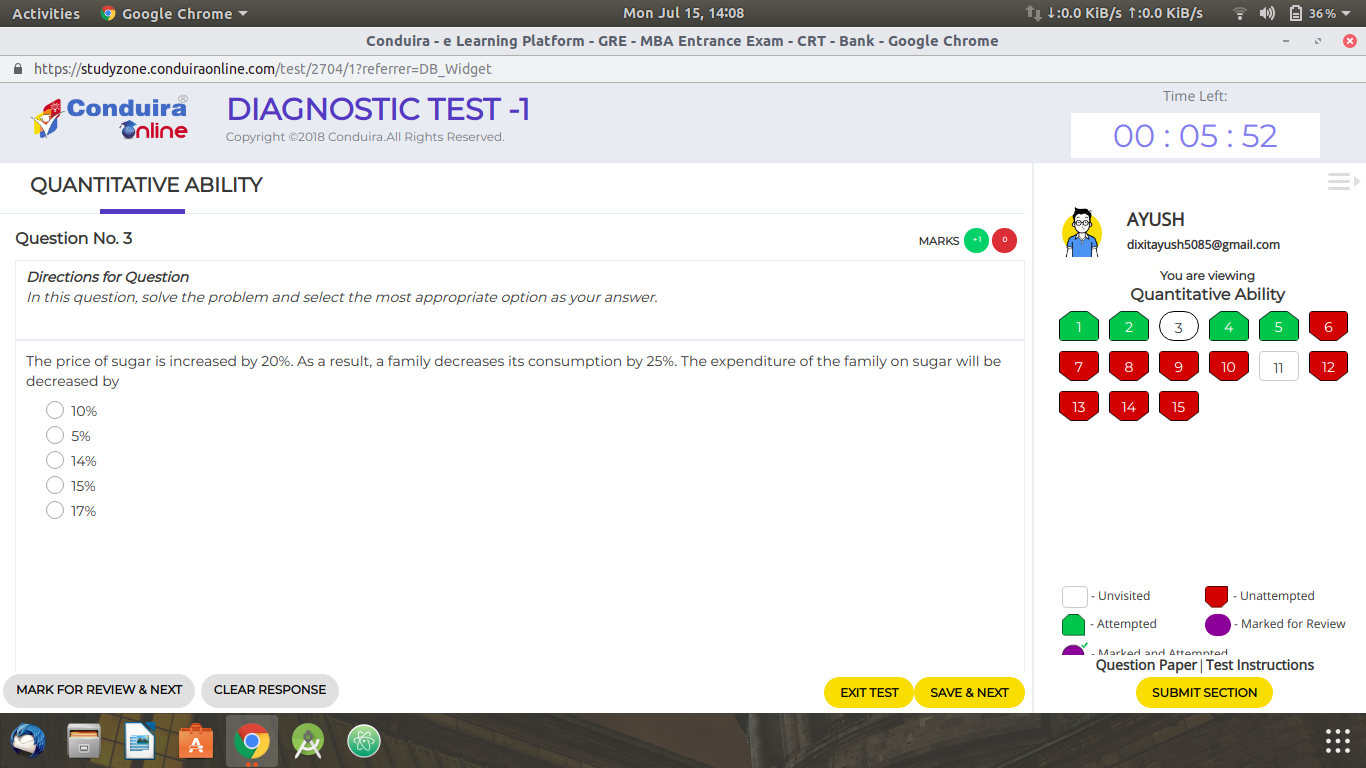 Activities Google Chrome Mon Jul 15, 14:08 ↓:0.0 KiB/s ↑:0.0 KiB/s 36%
Conduira - e Learning Platform - GRE - MBA Entrance Exam - CRT - Bank - Google Chrome
https://studyzone.conduiraonline.com/test/2704/1?referrer=DB_Widget
Conduira®
Online
DIAGNOSTIC TEST -1
Copyright ©2018 Conduira.All Rights Reserved.
Time Left:
00 : 05 : 52
QUANTITATIVE ABILITY
Question No. 3
MARKS +1 0
Directions for Question
In this question, solve the problem and select the most appropriate option as your answer.
The price of sugar is increased by 20%. As a result, a family decreases its consumption by 25%. The expenditure of the family on sugar will be
decreased by
10%
5%
14%
15%
17%
MARK FOR REVIEW & NEXT CLEAR RESPONSE EXIT TEST SAVE & NEXT
AYUSH
dixitayush5085@gmail.com
You are viewing
Quantitative Ability
1 2 3 4 5 6
7 8 9 10 11 12
13 14 15
- Unvisited - Unattempted
- Attempted - Marked for Review
- Marked and Attempted
Question Paper | Test Instructions
SUBMIT SECTION